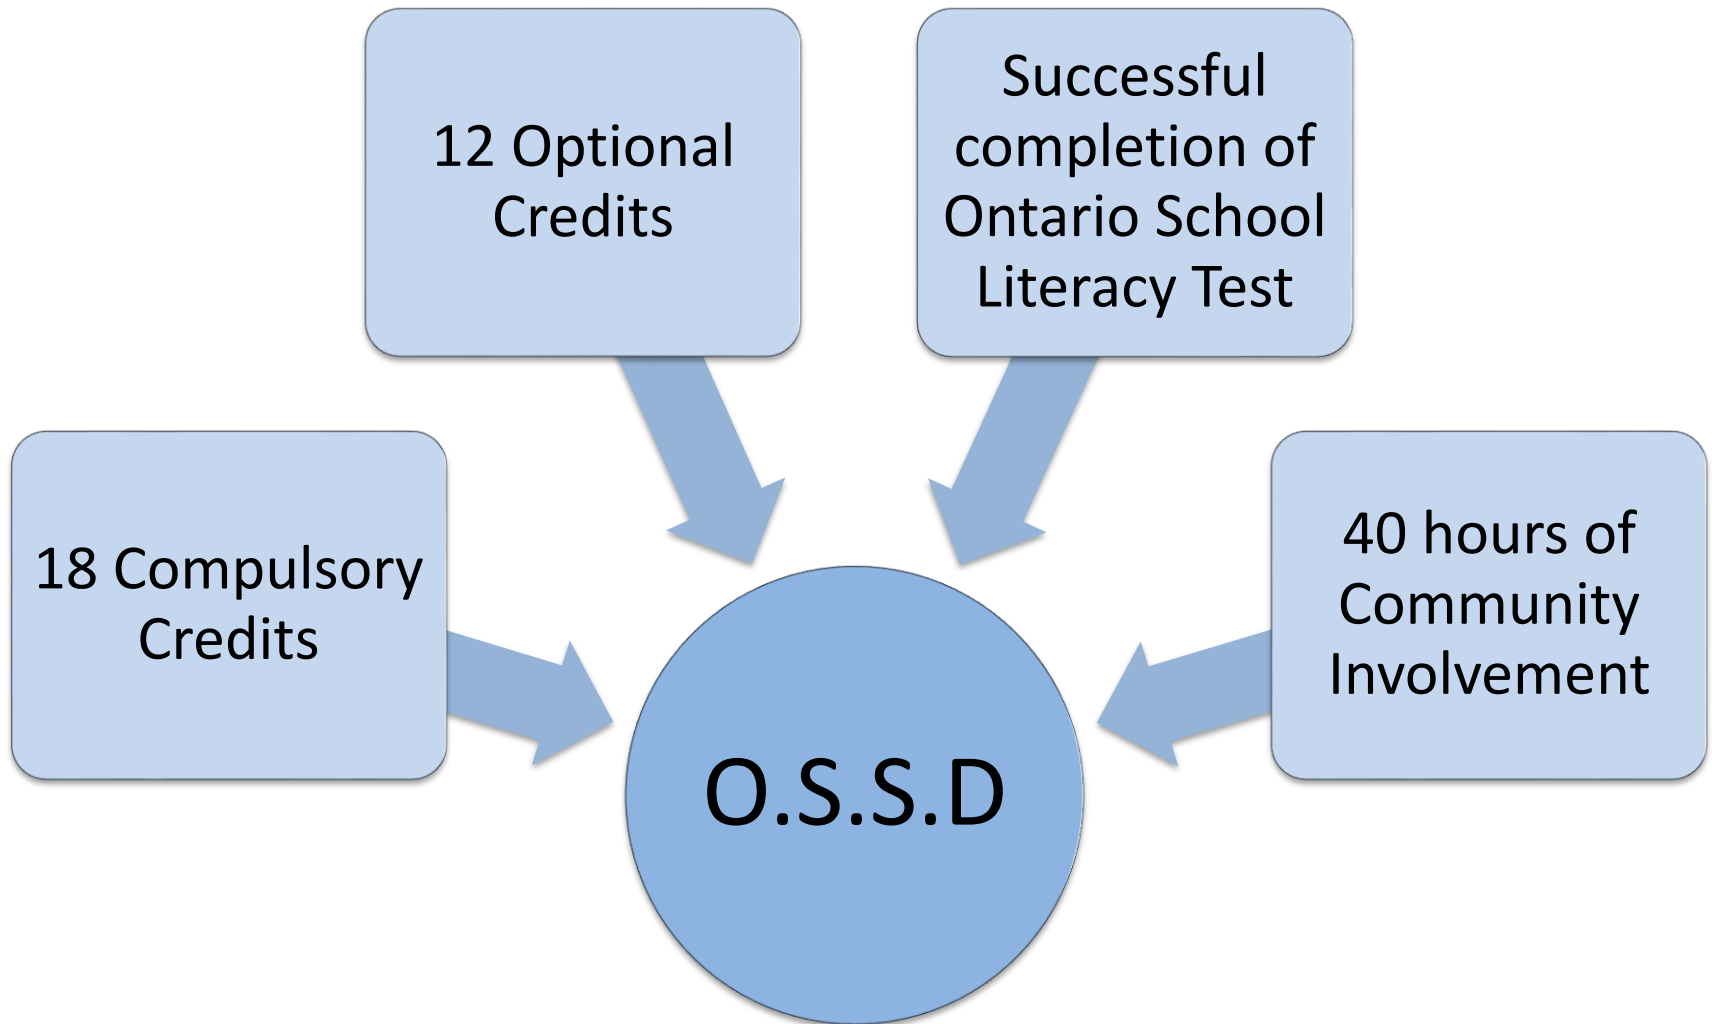 12 Optional
Credits
Successful
completion of
Ontario School
Literacy Test
18 Compulsory
Credits
40 hours of
Community
Involvement
O.S.S.D